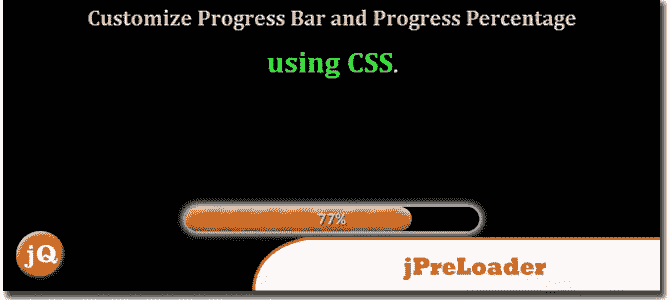 Customize Progress Bar and Progress Percentage
using CSS.
77%
jQ
jPreLoader